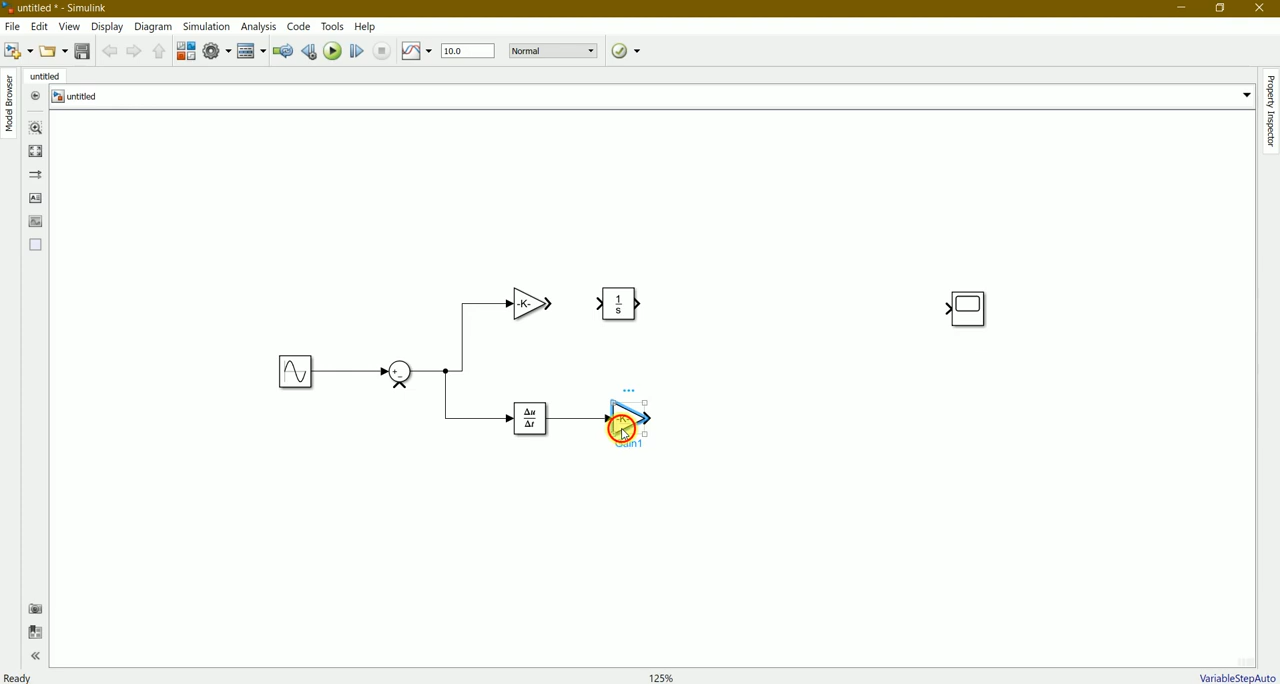 untitled * - Simulink
File Edit View Display Diagram Simulation Analysis Code Tools Help
10.0 Normal
untitled
untitled
Model Browser
Property Inspector
-K-
1
s
+
_
Δu
Δt
-K-
Gain1
Ready 125% VariableStepAuto